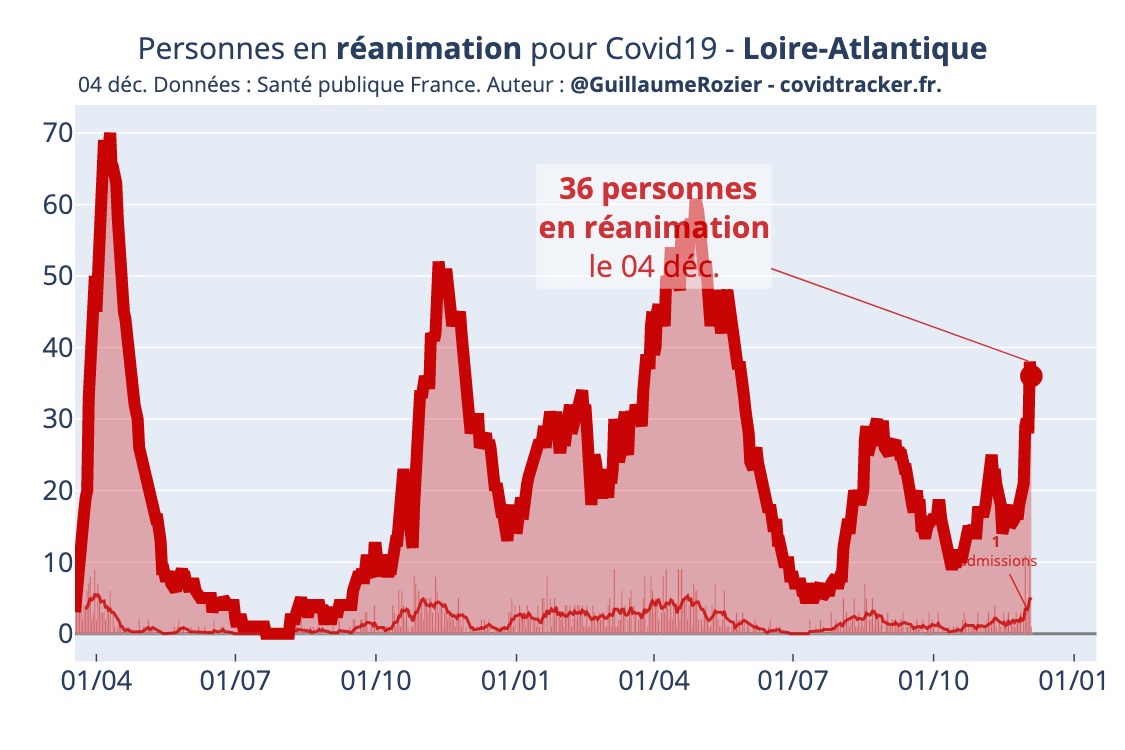 Personnes en réanimation pour Covid19 - Loire-Atlantique
04 déc. Données : Santé publique France. Auteur : @GuillaumeRozier - covidtracker.fr.
70
60
50
40
30
20
10
0
36 personnes
en réanimation
le 04 déc.
1
admissions
01/04
01/07
01/10
01/01
01/04
01/07
01/10
01/01